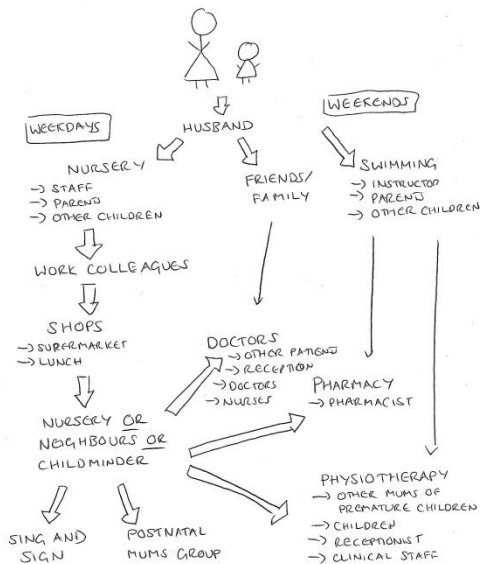 WEEKDAYS
WEEKENDS
HUSBAND
NURSERY
→ STAFF
→ PARENTS
→ OTHER CHILDREN
FRIENDS/
FAMILY
SWIMMING
→ INSTRUCTOR
→ PARENTS
→ OTHER CHILDREN
WORK COLLEAGUES
SHOPS
→ SUPERMARKET
→ LUNCH
DOCTORS
→ OTHER PATIENTS
→ RECEPTION
→ DOCTORS
→ NURSES
PHARMACY
→ PHARMACIST
NURSERY OR
NEIGHBOURS OR
CHILDMINDER
PHYSIOTHERAPY
→ OTHER MUMS OF
PREMATURE CHILDREN
→ CHILDREN
→ RECEPTIONIST
→ CLINICAL STAFF
SING AND
SIGN
POSTNATAL
MUMS GROUP